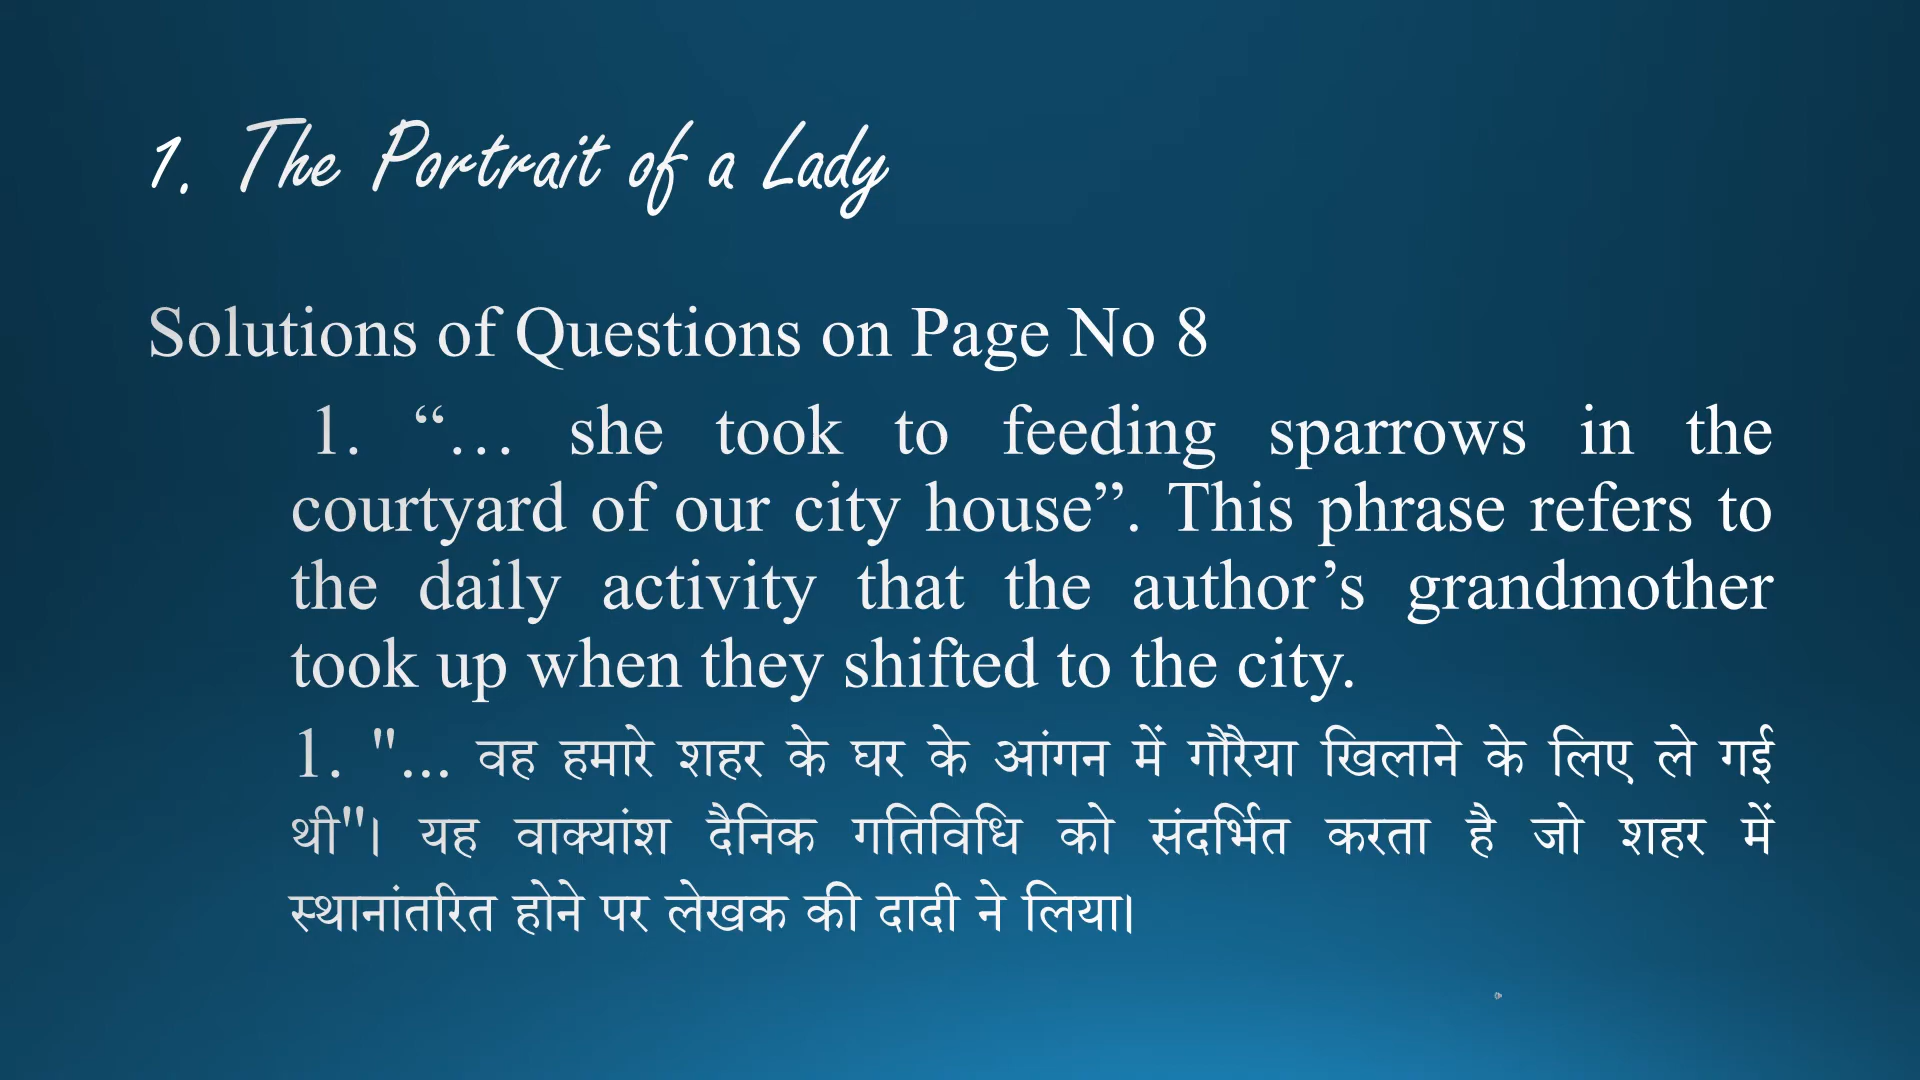 1. The Portrait of a Lady
Solutions of Questions on Page No 8
1. “… she took to feeding sparrows in the
courtyard of our city house”. This phrase refers to
the daily activity that the author’s grandmother
took up when they shifted to the city.
1. "... वह हमारे शहर के घर के आंगन में गौरैया खिलाने के लिए ले गई
थी"। यह वाक्यांश दैनिक गतिविधि को संदर्भित करता है जो शहर में
स्थानांतरित होने पर लेखक की दादी ने लिया।